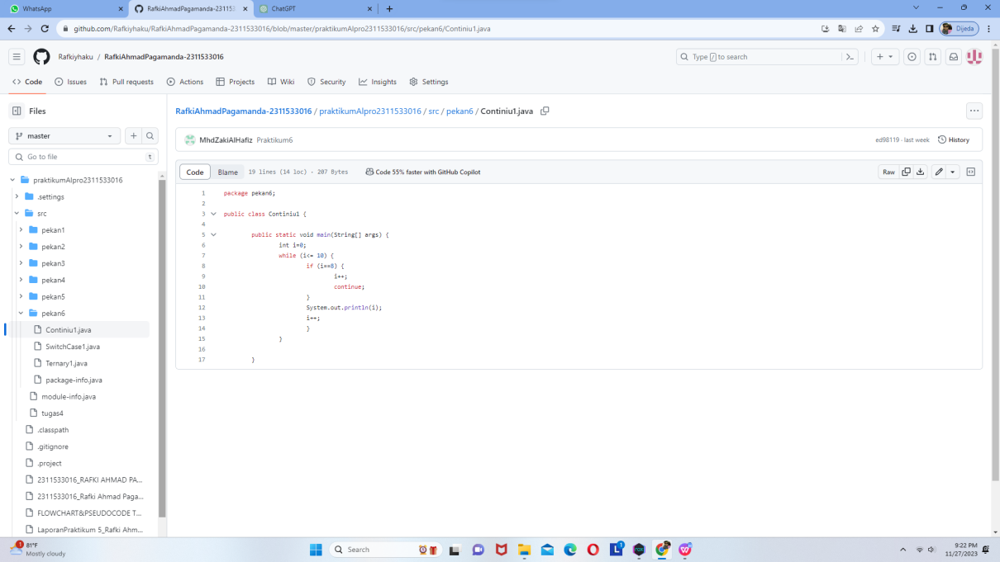 WhatsApp
RafkiAhmadPagamanda-23115
ChatGPT
github.com/Rafkiyhaku/RafkiAhmadPagamanda-2311533016/blob/master/praktikumAlpro2311533016/src/pekan6/Continiu1.java
Dijeda
Rafkiyhaku / RafkiAhmadPagamanda-2311533016
Type / to search
Code Issues Pull requests Actions Projects Wiki Security Insights Settings
Files
RafkiAhmadPagamanda-2311533016 / praktikumAlpro2311533016 / src / pekan6 / Continiu1.java
master
Go to file t
praktikumAlpro2311533016
.settings
src
pekan1
pekan2
pekan3
pekan4
pekan5
pekan6
Continiu1.java
SwitchCase1.java
Ternary1.java
package-info.java
module-info.java
tugas4
.classpath
.gitignore
.project
2311533016_RAFKI AHMAD PA...
2311533016_Rafki Ahmad Paga...
FLOWCHART&PSEUDOCODE T...
LaporanPraktikum 5_Rafki Ahm...
MhdZakiAlHafiz Praktikum6
ed98119 · last week History
Code Blame 19 lines (14 loc) · 207 Bytes Code 55% faster with GitHub Copilot
Raw
1 package pekan6;
2
3 public class Continiu1 {
4
5 public static void main(String[] args) {
6 int i=0;
7 while (i<= 10) {
8 if (i==8) {
9 i++;
10 continue;
11 }
12 System.out.println(i);
13 i++;
14 }
15 }
16
17 }
1
81°F
Mostly cloudy
Search
L
1
9:22 PM
11/27/2023